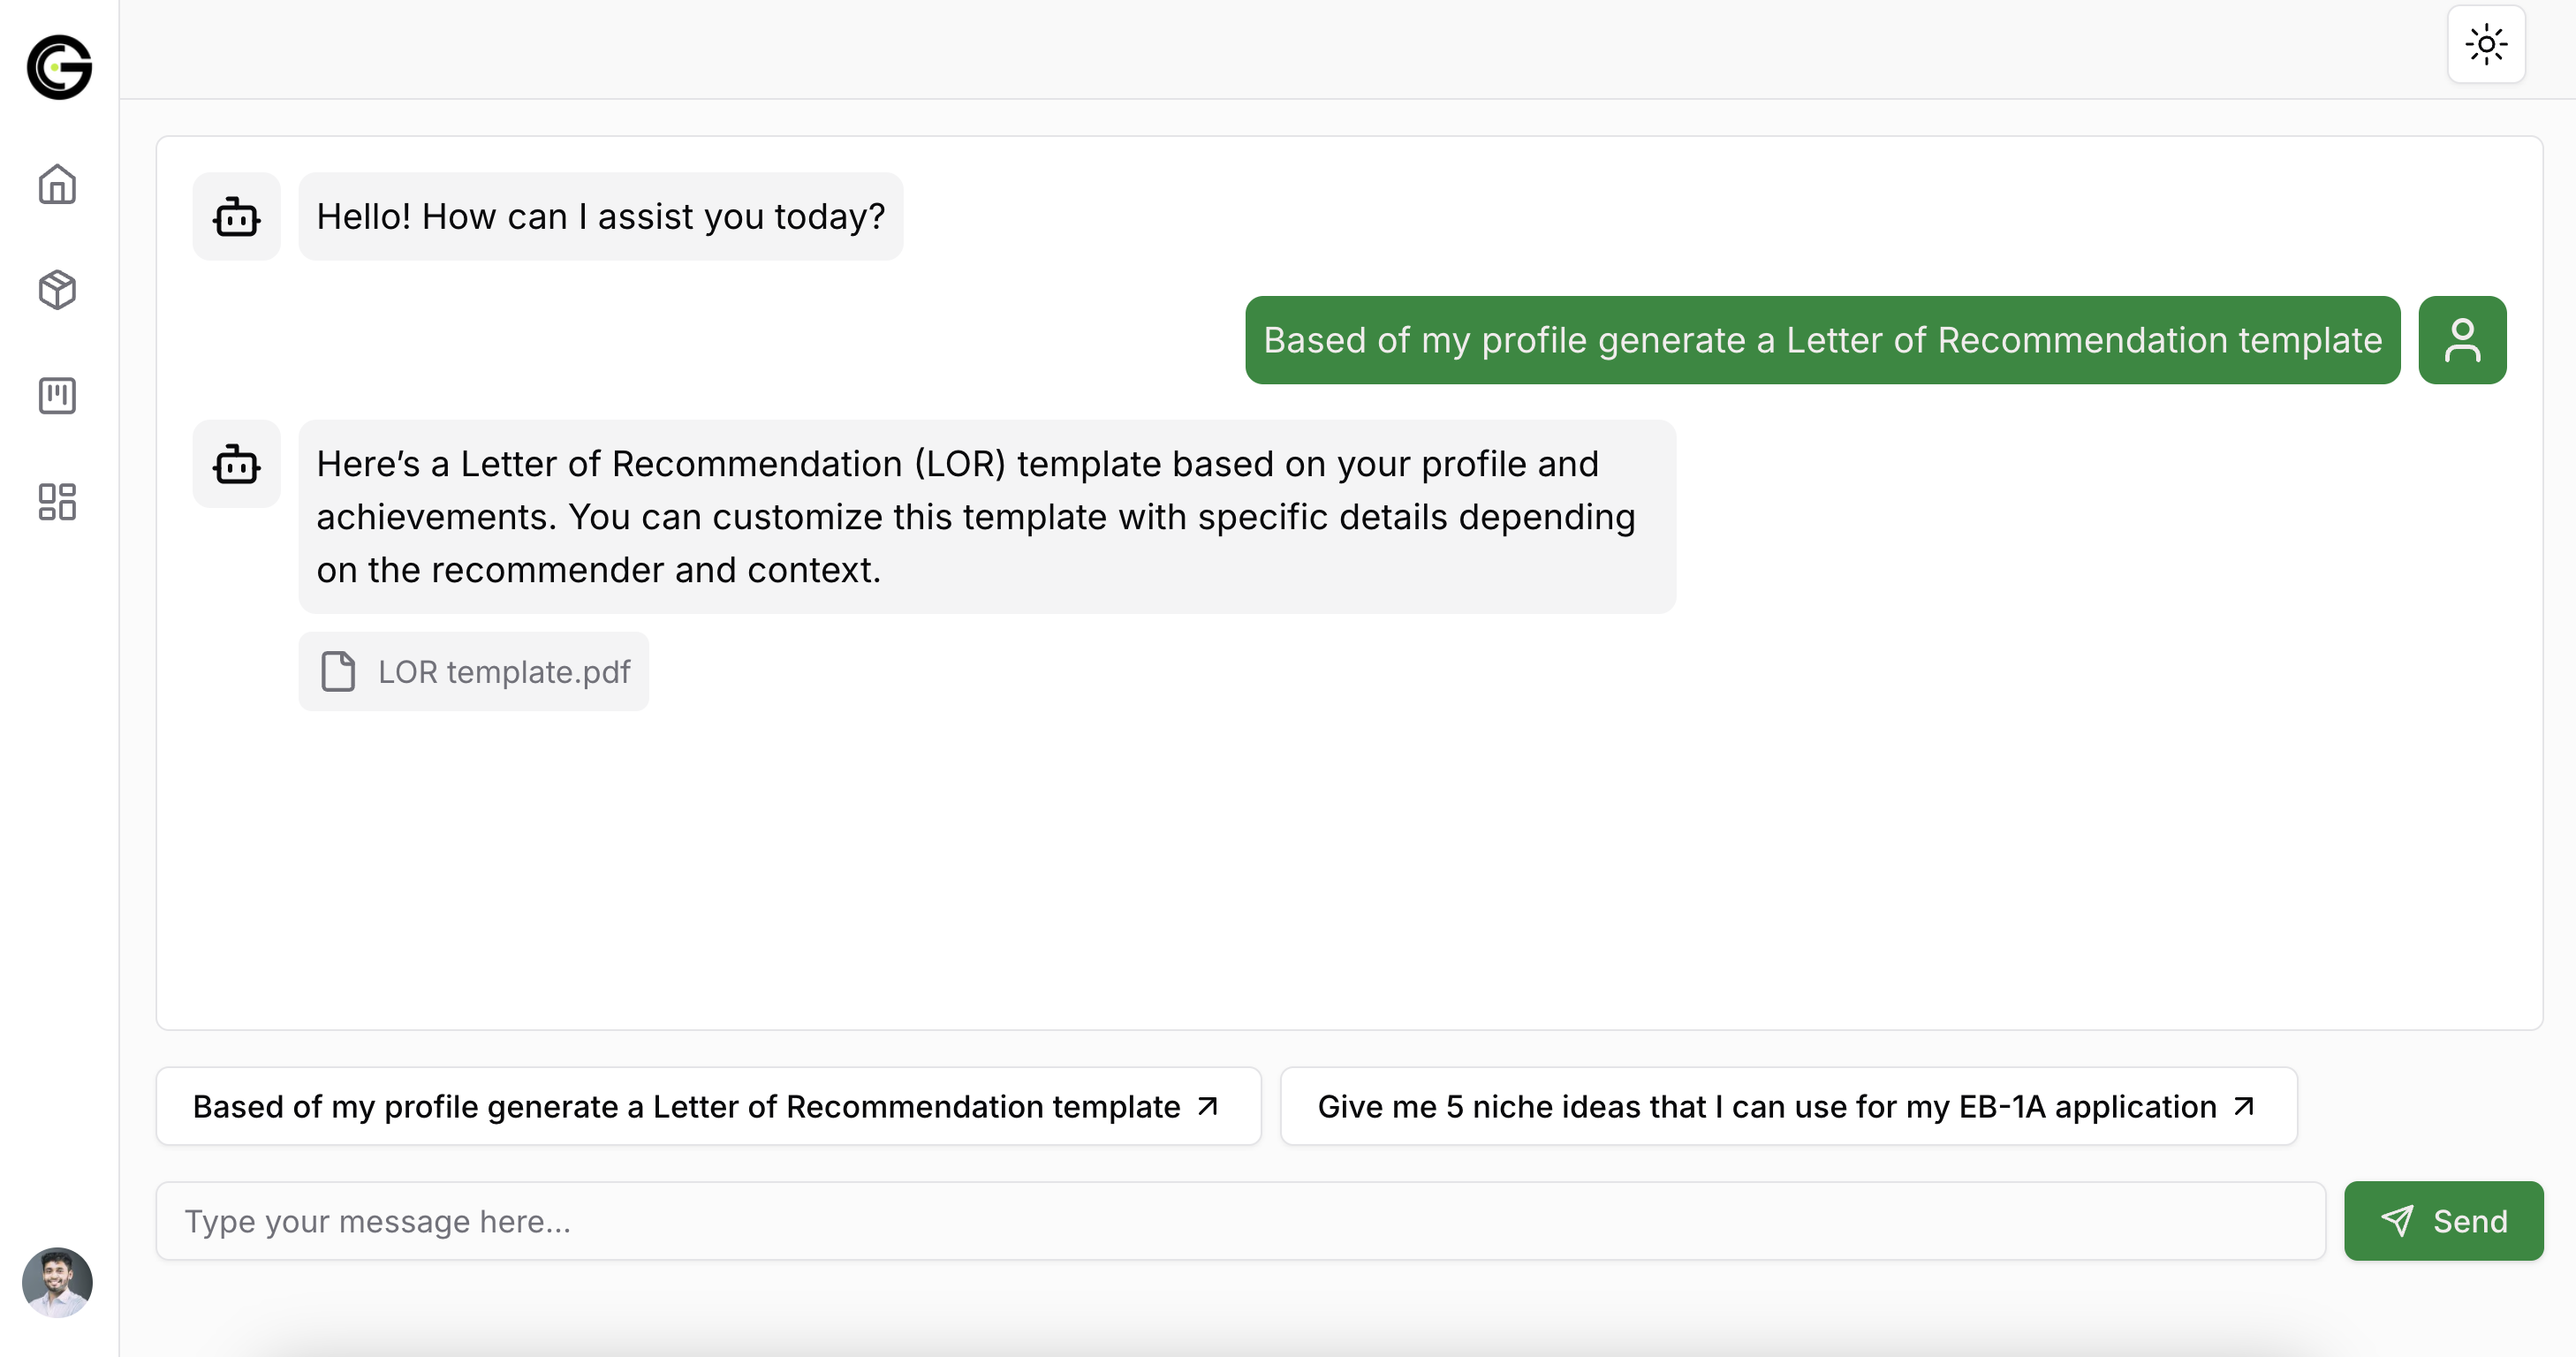 Hello! How can I assist you today?
Based of my profile generate a Letter of Recommendation template
Here’s a Letter of Recommendation (LOR) template based on your profile and
achievements. You can customize this template with specific details depending
on the recommender and context.
LOR template.pdf
Based of my profile generate a Letter of Recommendation template
Give me 5 niche ideas that I can use for my EB-1A application
Type your message here...
Send